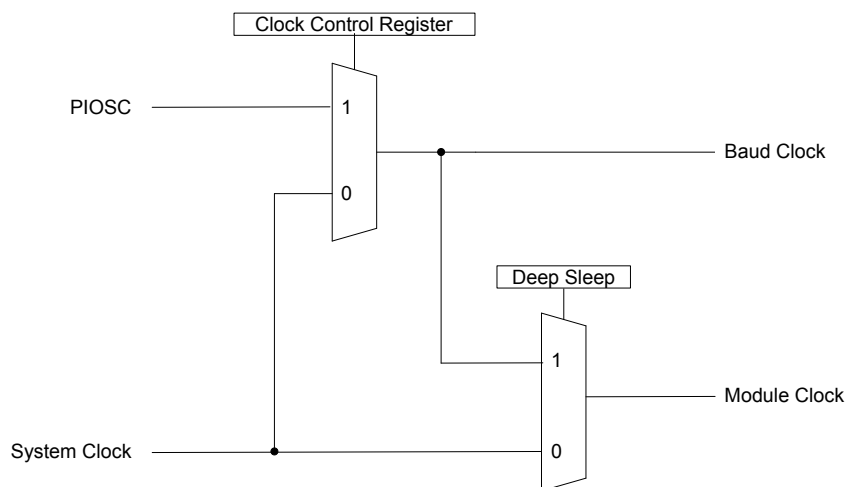 Clock Control Register
PIOSC
1
Baud Clock
0
Deep Sleep
1
Module Clock
System Clock
0